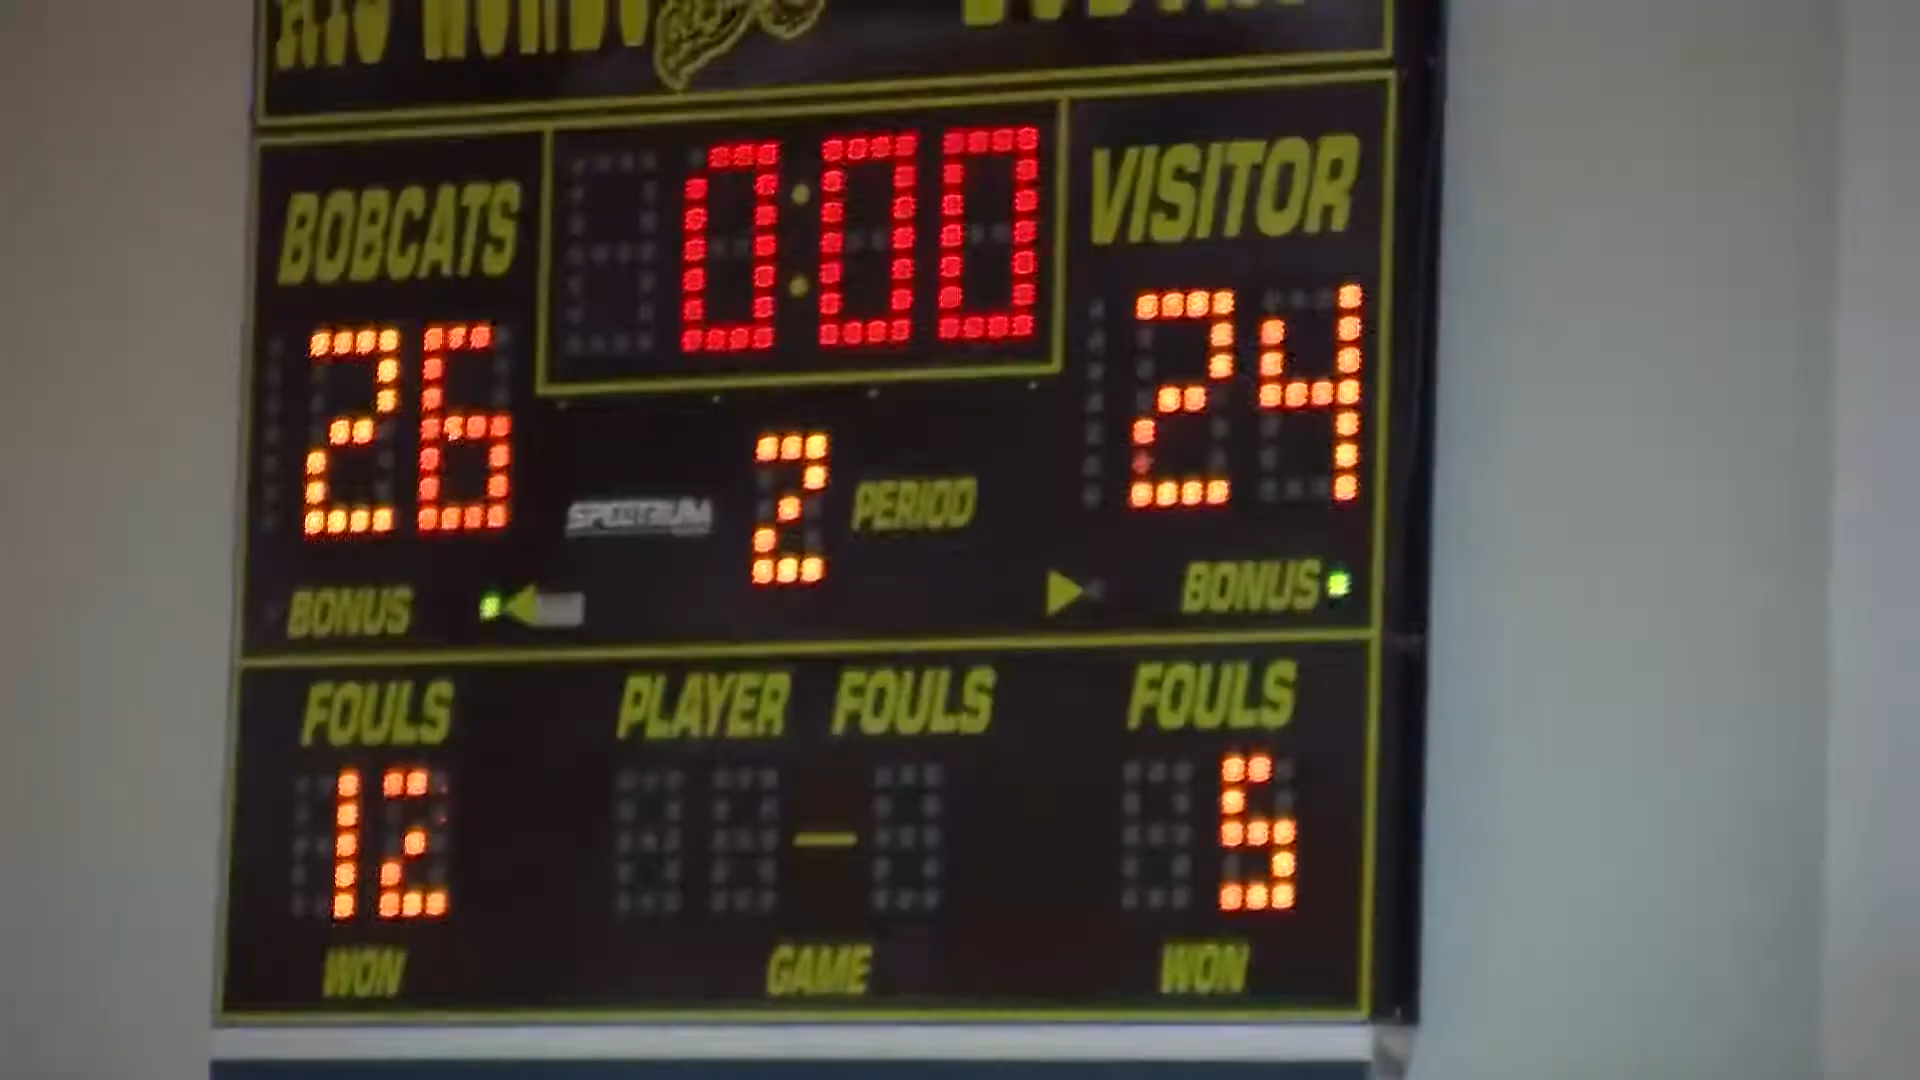 BOBCATS 0:00 VISITOR
26 24
SPECTRUM 2 PERIOD
BONUS BONUS
FOULS PLAYER FOULS FOULS
12 – 5
WON GAME WON